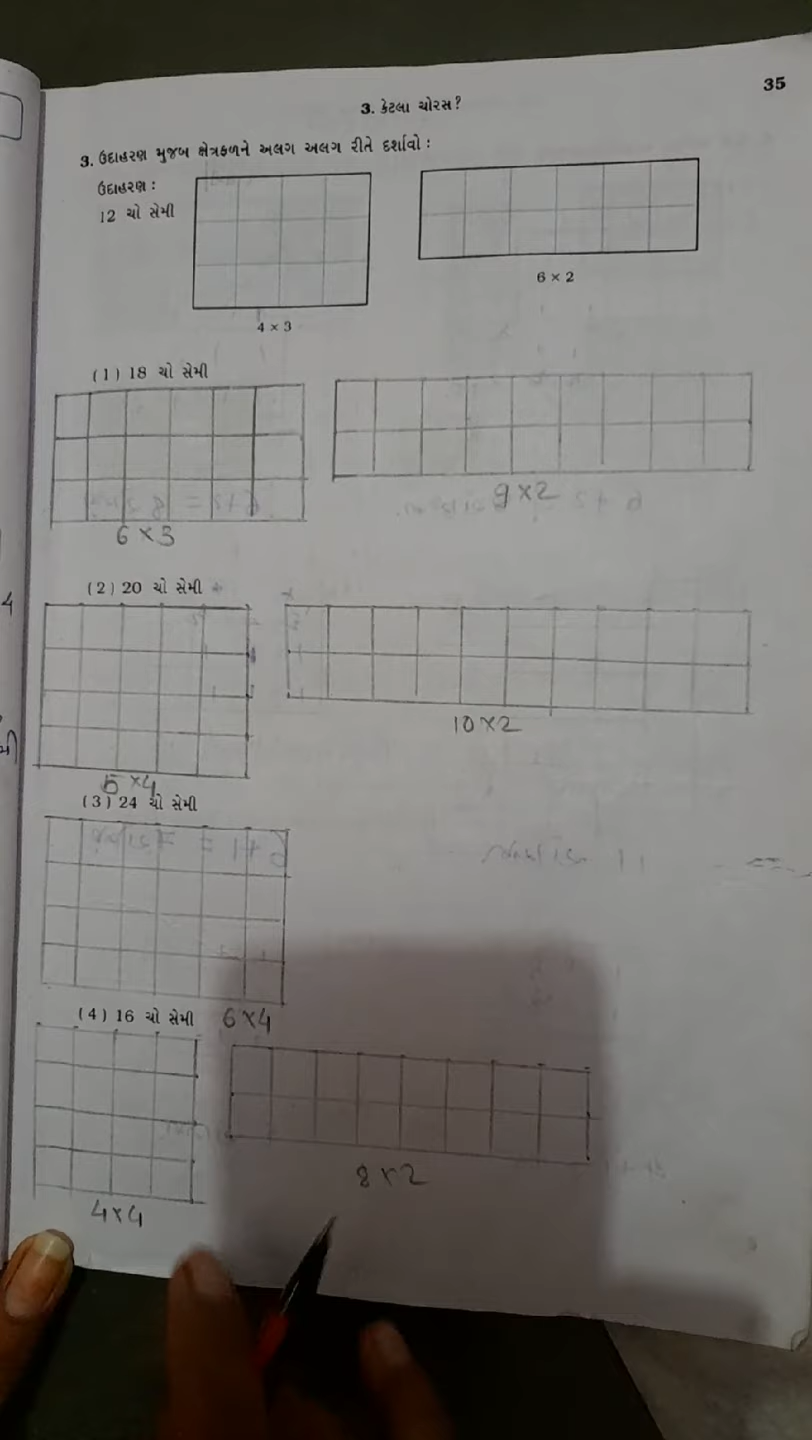 35
3. કેટલા ચોરસ?
3. ઉદાહરણ મુજબ ક્ષેત્રફળને અલગ અલગ રીતે દર્શાવો :
ઉદાહરણ :
12 ચો સેમી
4 × 3
6 × 2
(1) 18 ચો સેમી
6 × 3
9 × 2
(2) 20 ચો સેમી
5 × 4
10 × 2
(3) 24 ચો સેમી
6 × 4
(4) 16 ચો સેમી
4 × 4
8 × 2